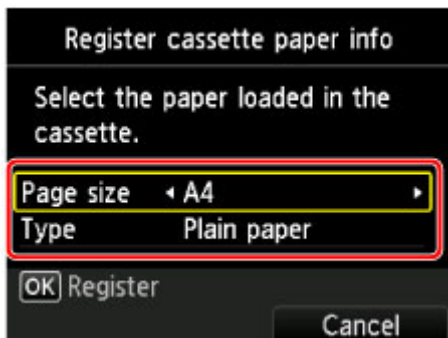 Register cassette paper info
Select the paper loaded in the
cassette.
Page size A4
Type Plain paper
OK Register
Cancel